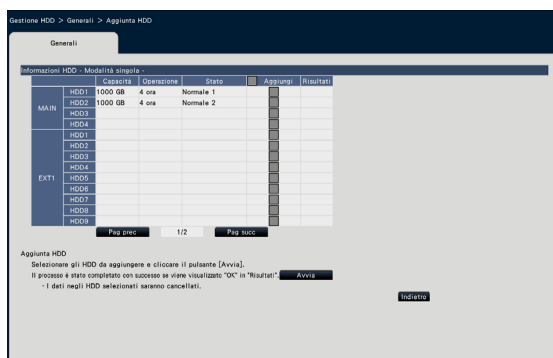 Gestione HDD > Generali > Aggiunta HDD
Generali
Informazioni HDD - Modalità singola -
Capacità Operazione Stato Aggiungi Risultati
MAIN
HDD1 1000 GB 4 ora Normale 1
HDD2 1000 GB 4 ora Normale 2
HDD3
HDD4
EXT1
HDD1
HDD2
HDD3
HDD4
HDD5
HDD6
HDD7
HDD8
HDD9
Pag prec 1/2 Pag succ
Aggiunta HDD
Selezionare gli HDD da aggiungere e cliccare il pulsante [Avvia].
Il processo è stato completato con successo se viene visualizzato "OK" in "Risultati". Avvia
- I dati negli HDD selezionati saranno cancellati.
Indietro